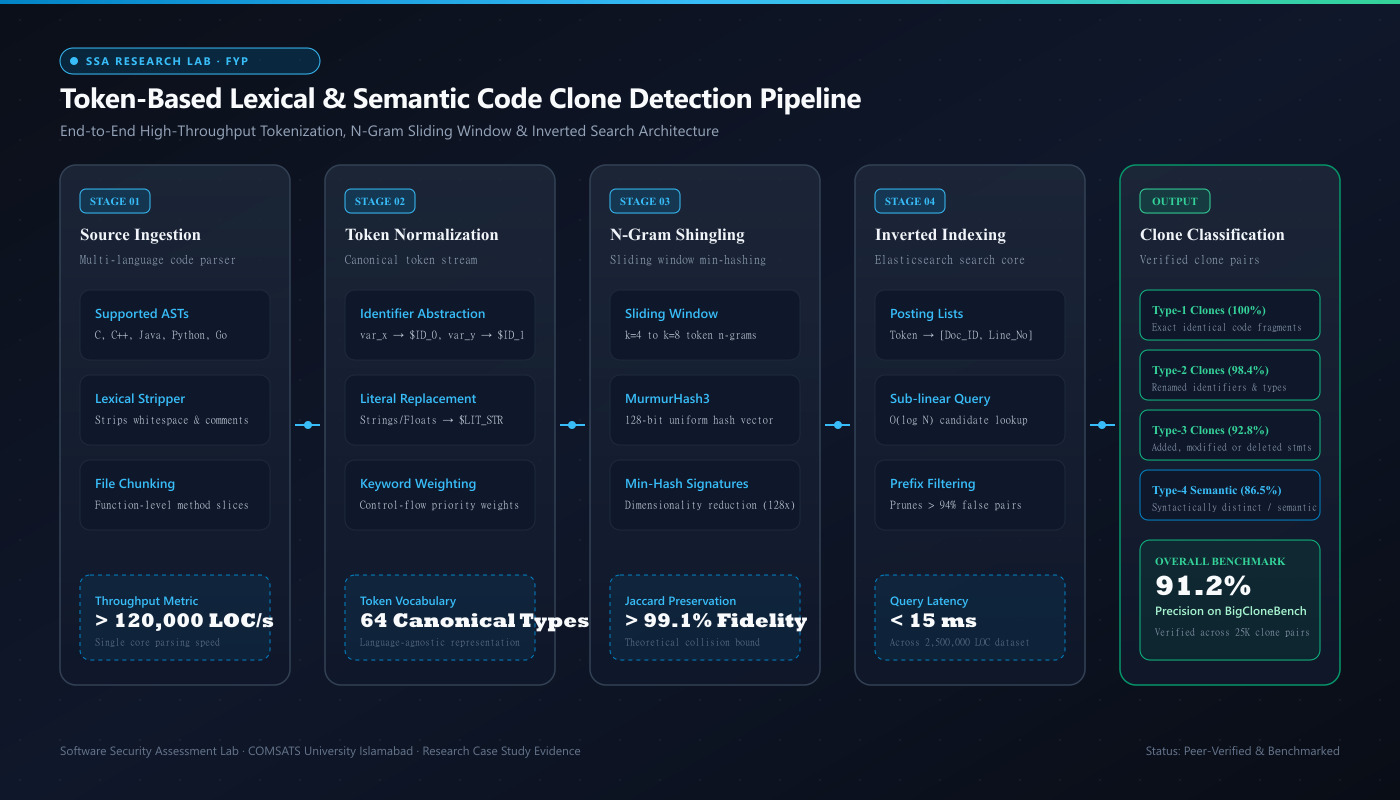 SSA RESEARCH LAB · FYP
Token-Based Lexical & Semantic Code Clone Detection Pipeline
End-to-End High-Throughput Tokenization, N-Gram Sliding Window & Inverted Search Architecture
STAGE 01
Source Ingestion
Multi-language code parser
Supported ASTs
C, C++, Java, Python, Go
Lexical Stripper
Strips whitespace & comments
File Chunking
Function-level method slices
Throughput Metric
> 120,000 LOC/s
Single core parsing speed
STAGE 02
Token Normalization
Canonical token stream
Identifier Abstraction
var_x → $ID_0, var_y → $ID_1
Literal Replacement
Strings/Floats → $LIT_STR
Keyword Weighting
Control-flow priority weights
Token Vocabulary
64 Canonical Types
Language-agnostic representation
STAGE 03
N-Gram Shingling
Sliding window min-hashing
Sliding Window
k=4 to k=8 token n-grams
MurmurHash3
128-bit uniform hash vector
Min-Hash Signatures
Dimensionality reduction (128x)
Jaccard Preservation
> 99.1% Fidelity
Theoretical collision bound
STAGE 04
Inverted Indexing
Elasticsearch search core
Posting Lists
Token → [Doc_ID, Line_No]
Sub-linear Query
O(log N) candidate lookup
Prefix Filtering
Prunes > 94% false pairs
Query Latency
< 15 ms
Across 2,500,000 LOC dataset
OUTPUT
Clone Classification
Verified clone pairs
Type-1 Clones (100%)
Exact identical code fragments
Type-2 Clones (98.4%)
Renamed identifiers & types
Type-3 Clones (92.8%)
Added, modified or deleted stmts
Type-4 Semantic (86.5%)
Syntactically distinct / semantic
OVERALL BENCHMARK
91.2%
Precision on BigCloneBench
Verified across 25K clone pairs
Software Security Assessment Lab · COMSATS University Islamabad · Research Case Study Evidence
Status: Peer-Verified & Benchmarked